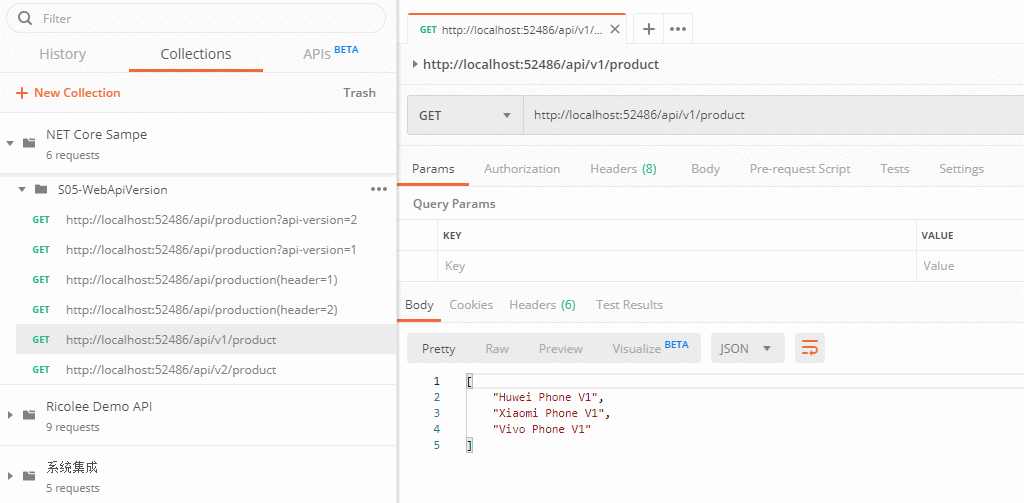 Filter
History Collections APIs BETA
+ New Collection Trash
NET Core Sampe
6 requests
S05-WebApiVersion
GET http://localhost:52486/api/production?api-version=2
GET http://localhost:52486/api/production?api-version=1
GET http://localhost:52486/api/production(header=1)
GET http://localhost:52486/api/production(header=2)
GET http://localhost:52486/api/v1/product
GET http://localhost:52486/api/v2/product
Ricolee Demo API
9 requests
系统集成
5 requests
GET http://localhost:52486/api/v1/...
http://localhost:52486/api/v1/product
GET http://localhost:52486/api/v1/product
Params Authorization Headers (8) Body Pre-request Script Tests Settings
Query Params
KEY VALUE
Key Value
Body Cookies Headers (6) Test Results
Pretty Raw Preview Visualize BETA JSON
1 [
2 "Huwei Phone V1",
3 "Xiaomi Phone V1",
4 "Vivo Phone V1"
5 ]